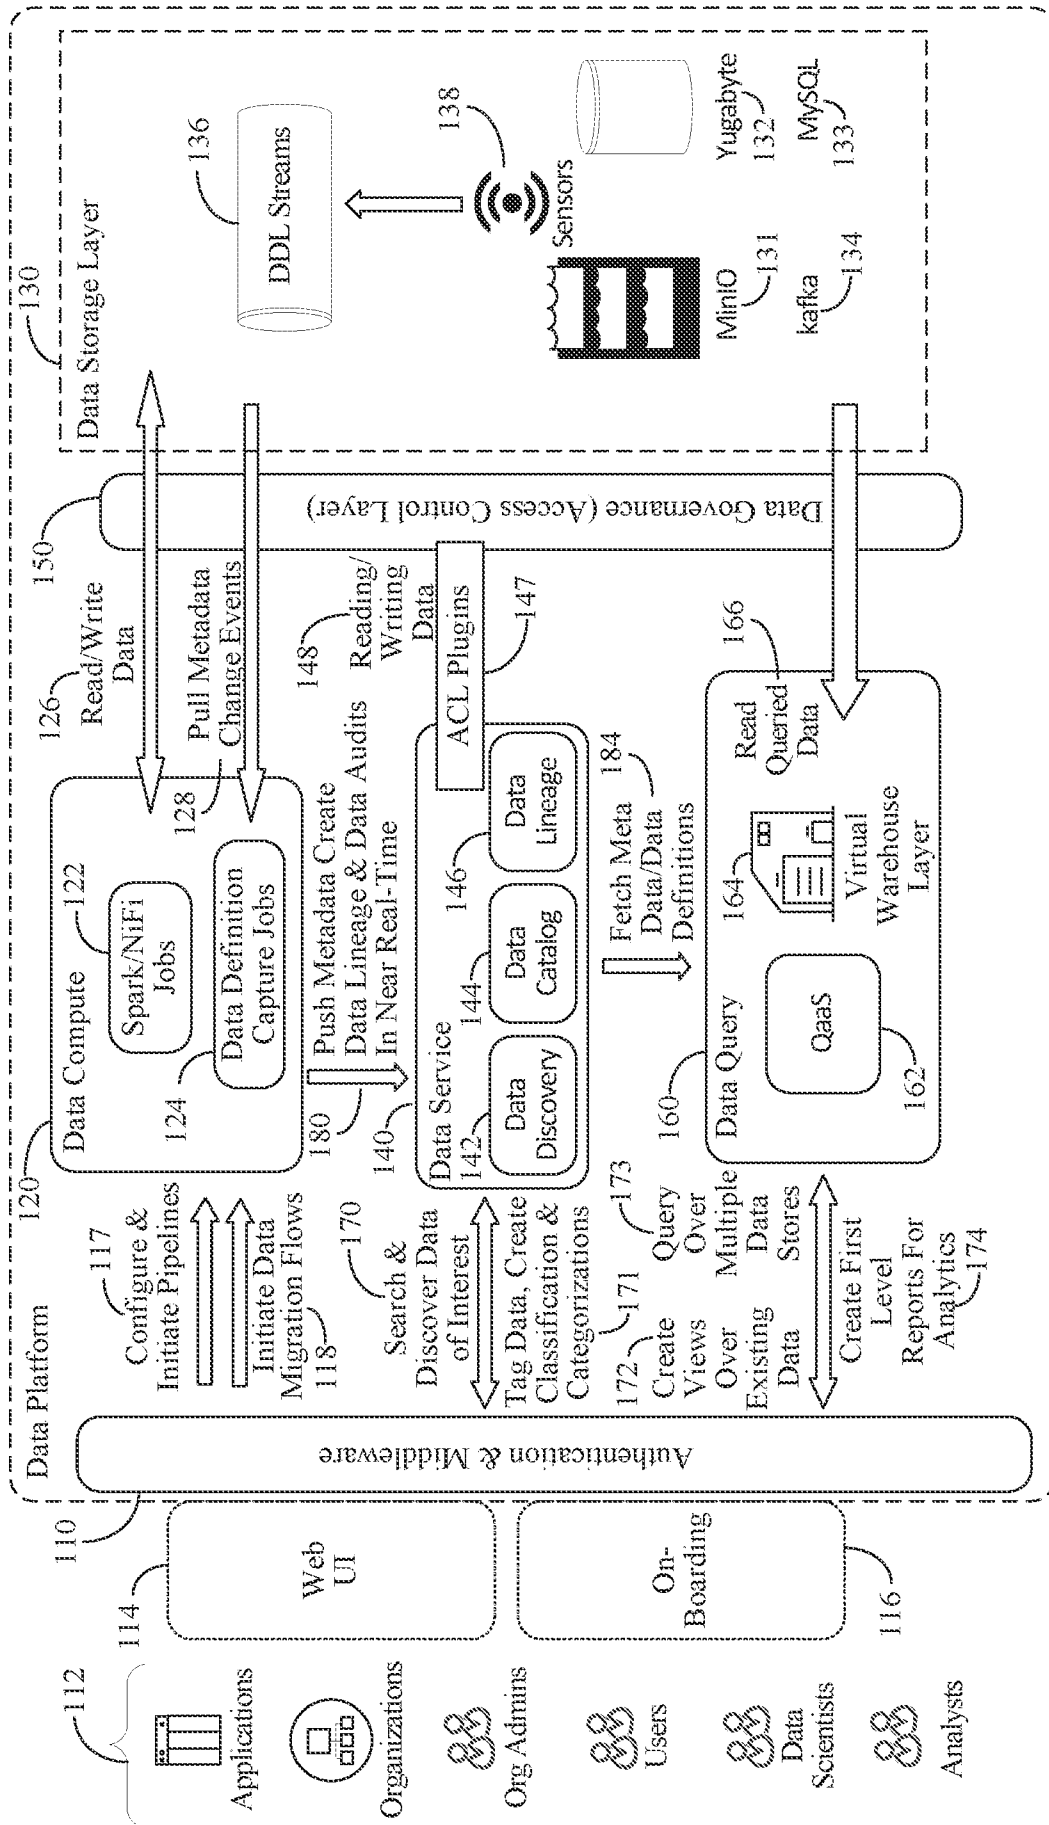 112
Applications
Organizations
Org Admins
Users
Data
Scientists
Analysts
114
Web
UI
On-
Boarding
116
110
Data Platform
Authentication & Middleware
117
Configure &
Initiate Pipelines
Initiate Data
Migration Flows
118
170
Search &
Discover Data
of Interest
Tag Data, Create
Classification &
Categorizations
171
172
Create
Views
Over
Existing
Data
173
Query
Over
Multiple
Data
Stores
Create First
Level
Reports For
Analytics
174
120
Data Compute
122
Spark/NiFi
Jobs
124
Data Definition
Capture Jobs
126
Read/Write
Data
128
Pull Metadata
Change Events
180
Push Metadata Create
Data Lineage & Data Audits
In Near Real-Time
140
Data Service
142
Data
Discovery
144
Data
Catalog
146
Data
Lineage
ACL Plugins
147
148
Reading/
Writing
Data
184
Fetch Meta
Data/Data
Definitions
160
Data Query
QaaS
162
164
Virtual
Warehouse
Layer
Read
Queried
Data
166
150
Data Governance (Access Control Layer)
130
Data Storage Layer
136
DDL Streams
138
Sensors
MinIO
131
Yugabyte
132
kafka
134
MySQL
133